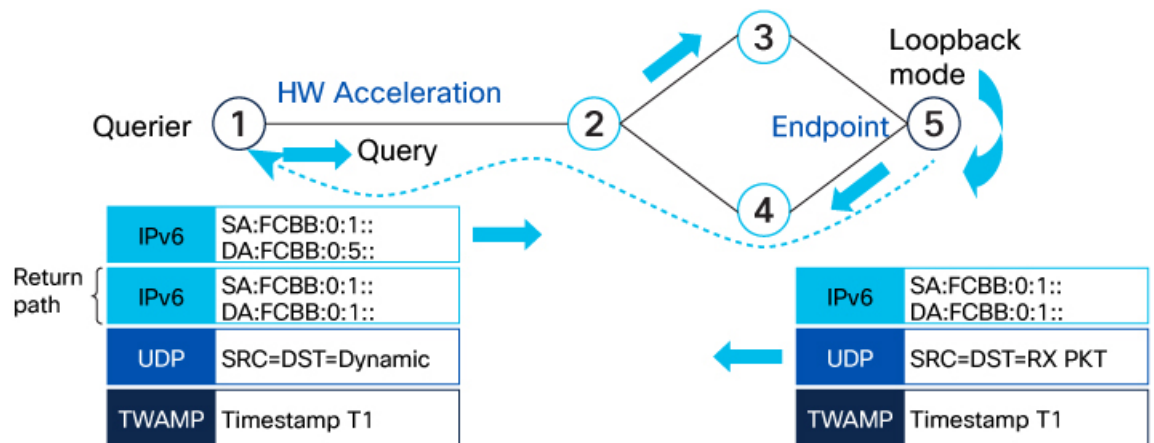 3
Loopback
mode
HW Acceleration
Querier
1
2
Endpoint
5
Query
4
IPv6
SA:FCBB:0:1::
DA:FCBB:0:5::
Return
path
IPv6
SA:FCBB:0:1::
DA:FCBB:0:1::
UDP
SRC=DST=Dynamic
TWAMP
Timestamp T1
IPv6
SA:FCBB:0:1::
DA:FCBB:0:1::
UDP
SRC=DST=RX PKT
TWAMP
Timestamp T1